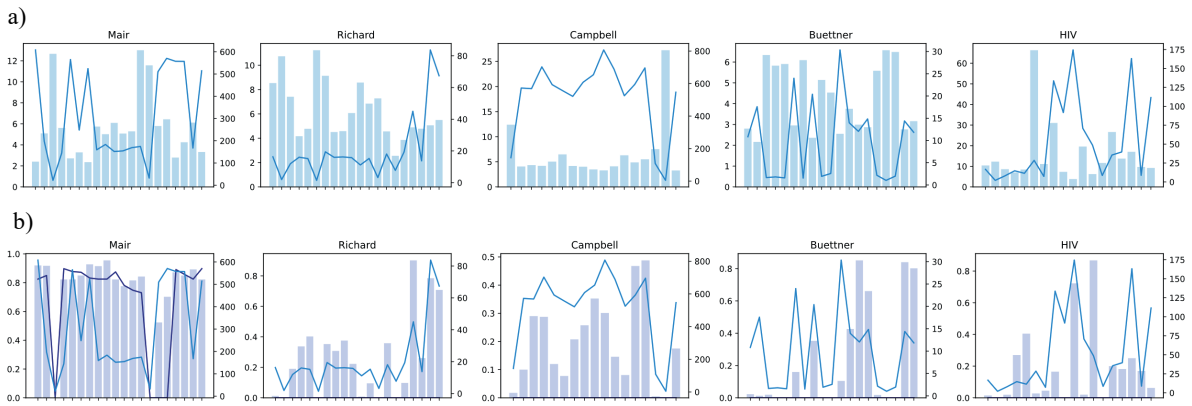 a)
Mair Richard Campbell Buettner HIV
12 600 10 80 25 800 6 30 60 175
10 500 8 60 20 600 5 25 50 150
8 400 6 40 15 400 4 20 40 125
6 300 4 20 10 200 3 15 30 100
4 200 2 0 5 0 2 10 20 75
2 100 0 0 1 5 10 50
0 0 0 0 0 25
0
b)
Mair Richard Campbell Buettner HIV
1.0 600 0.8 80 0.5 800 0.8 30 0.8 175
0.8 500 0.6 60 0.4 600 0.6 25 0.6 150
0.6 400 0.4 40 0.3 400 0.4 20 0.4 125
0.4 300 0.2 20 0.2 200 0.2 15 0.2 100
0.2 200 0.0 0 0.1 0 0.0 10 0.0 75
0.0 100 0.0 5 50
0 0 25
0